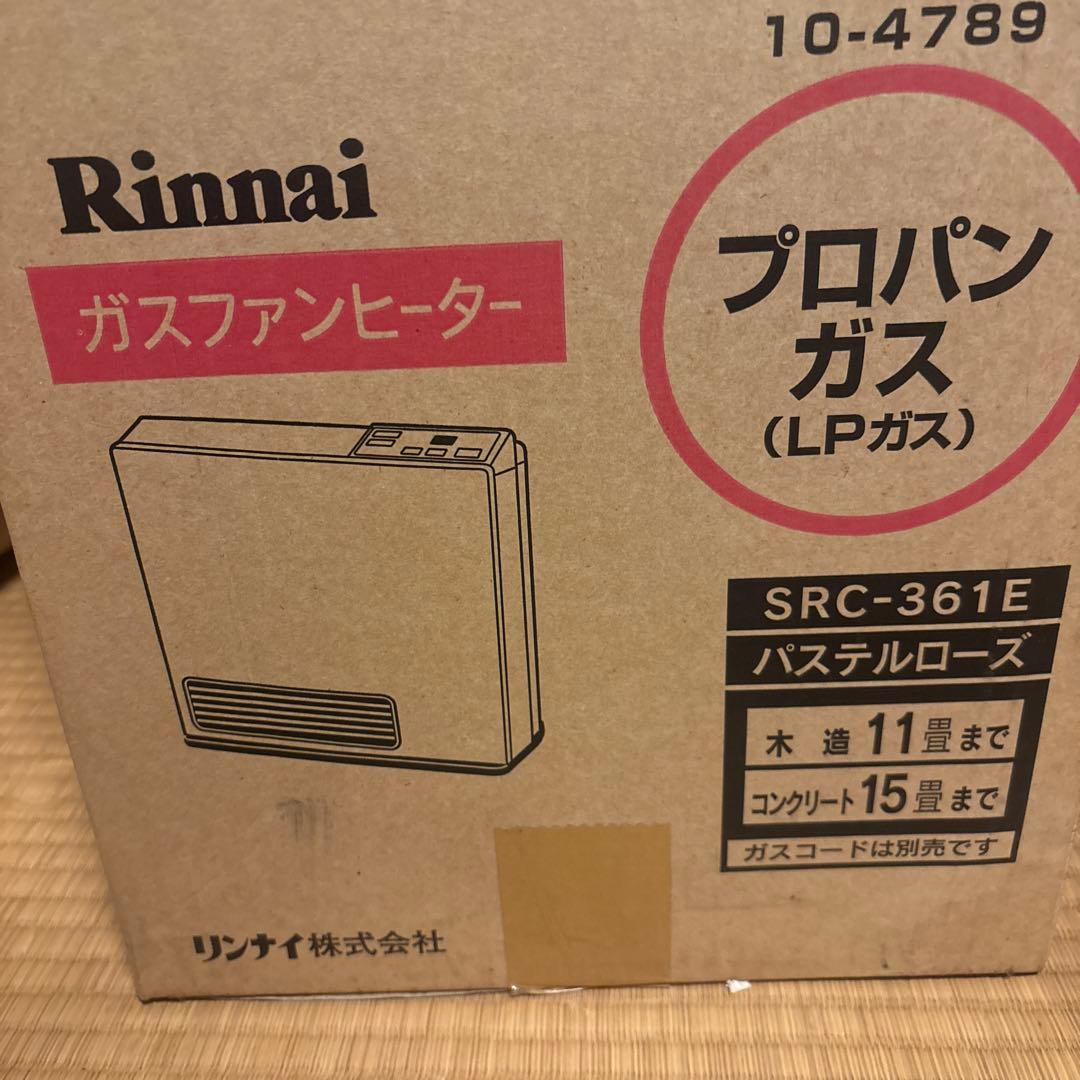 10-4789
Rinnai
ガスファンヒーター
プロパン
ガス
(LPガス)
SRC-361E
パステルローズ
木造 11畳まで
コンクリート 15畳まで
ガスコードは別売です
リンナイ株式会社